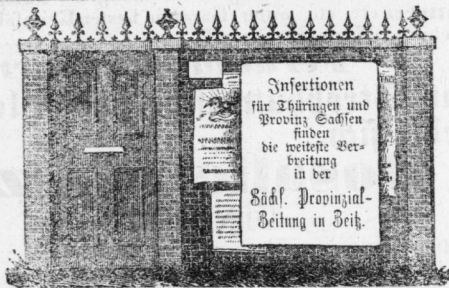 Insertionen
für Thüringen und
Provinz Sachsen
finden
die weiteste Ver-
breitung
in der
Sächs. Provinzial-
Zeitung in Zeitz.